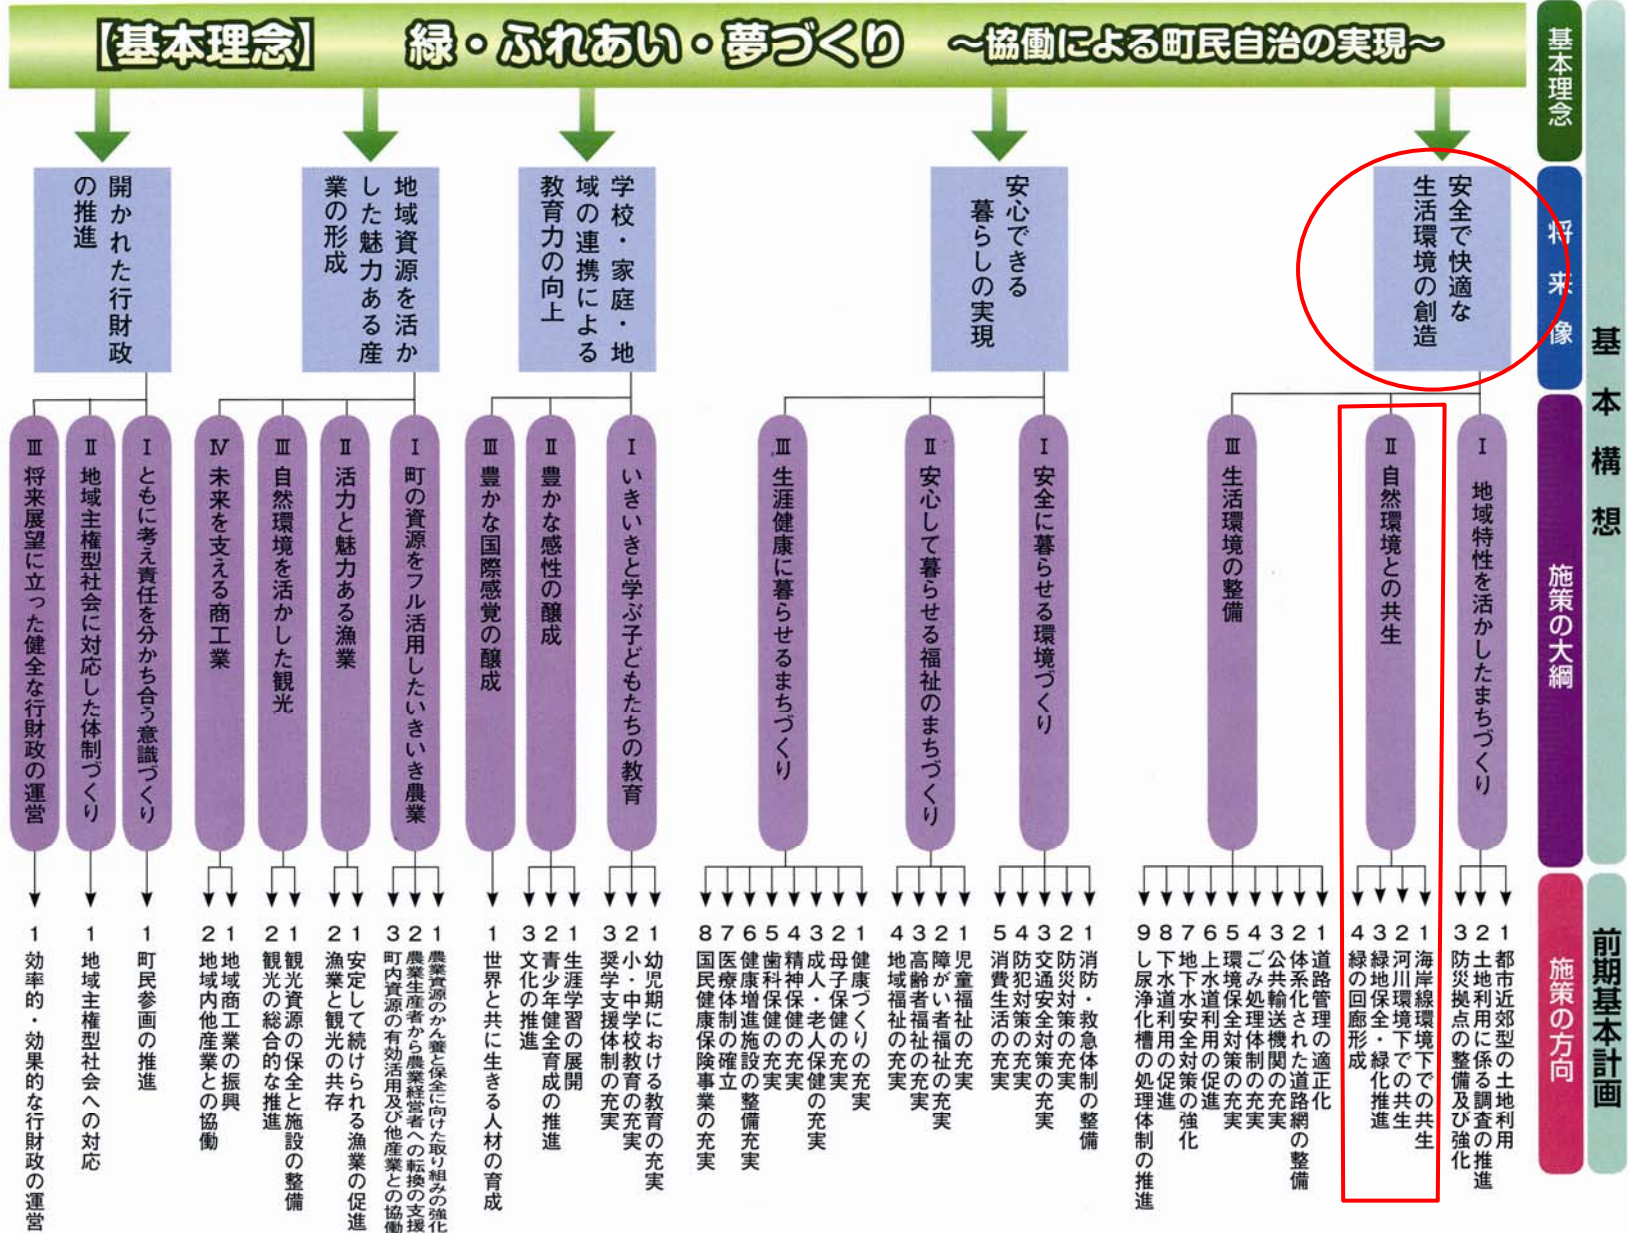 【基本理念】 緑・ふれあい・夢づくり ～協働による町民自治の実現～
基本構想
前期基本計画
基本理念
将来像
施策の大綱
施策の方向
安全で快適な
生活環境の創造
Ⅰ 地域特性を活かしたまちづくり
1 都市近郊型の土地利用
2 土地利用に係る調査の推進
3 防災拠点の整備及び強化
Ⅱ 自然環境との共生
1 海岸線環境下での共生
2 河川環境下での共生
3 緑地保全・緑化推進
4 緑の回廊形成
Ⅲ 生活環境の整備
1 道路管理の適正化
2 体系化された道路網の整備
3 公共輸送機関の充実
4 ごみ処理体制の充実
5 環境保全対策の充実
6 上水道利用の促進
7 地下水安全対策の強化
8 下水道利用の促進
9 し尿浄化槽の処理体制の推進
安心できる
暮らしの実現
Ⅰ 安全に暮らせる環境づくり
1 消防・救急体制の整備
2 防災対策の充実
3 交通安全対策の充実
4 防犯対策の充実
5 消費生活の充実
Ⅱ 安心して暮らせる福祉のまちづくり
1 児童福祉の充実
2 障がい者福祉の充実
3 高齢者福祉の充実
4 地域福祉の充実
Ⅲ 生涯健康に暮らせるまちづくり
1 健康づくりの充実
2 母子保健の充実
3 成人・老人保健の充実
4 精神保健の充実
5 歯科保健の充実
6 健康増進施設の整備充実
7 医療体制の確立
8 国民健康保険事業の充実
学校・家庭・地
域の連携による
教育力の向上
Ⅰ いきいきと学ぶ子どもたちの教育
1 幼児期における教育の充実
2 小・中学校教育の充実
3 奨学支援体制の充実
Ⅱ 豊かな感性の醸成
1 生涯学習の展開
2 青少年健全育成の推進
3 文化の推進
Ⅲ 豊かな国際感覚の醸成
1 世界と共に生きる人材の育成
地域資源を活か
した魅力ある産
業の形成
Ⅰ 町の資源をフル活用したいきいき農業
1 農業資源のかん養と保全に向けた取り組みの強化
2 農業生産者から農業経営者への転換の支援
3 町内資源の有効活用及び他産業との協働
Ⅱ 活力と魅力ある漁業
1 安定して続けられる漁業の促進
2 漁業と観光の共存
Ⅲ 自然環境を活かした観光
1 観光資源の保全と施設の整備
2 観光の総合的な推進
Ⅳ 未来を支える商工業
1 地域商工業の振興
2 地域内他産業との協働
開かれた行財政
の推進
Ⅰ ともに考え責任を分かち合う意識づくり
1 町民参画の推進
Ⅱ 地域主権型社会に対応した体制づくり
1 地域主権型社会への対応
Ⅲ 将来展望に立った健全な行財政の運営
1 効率的・効果的な行財政の運営